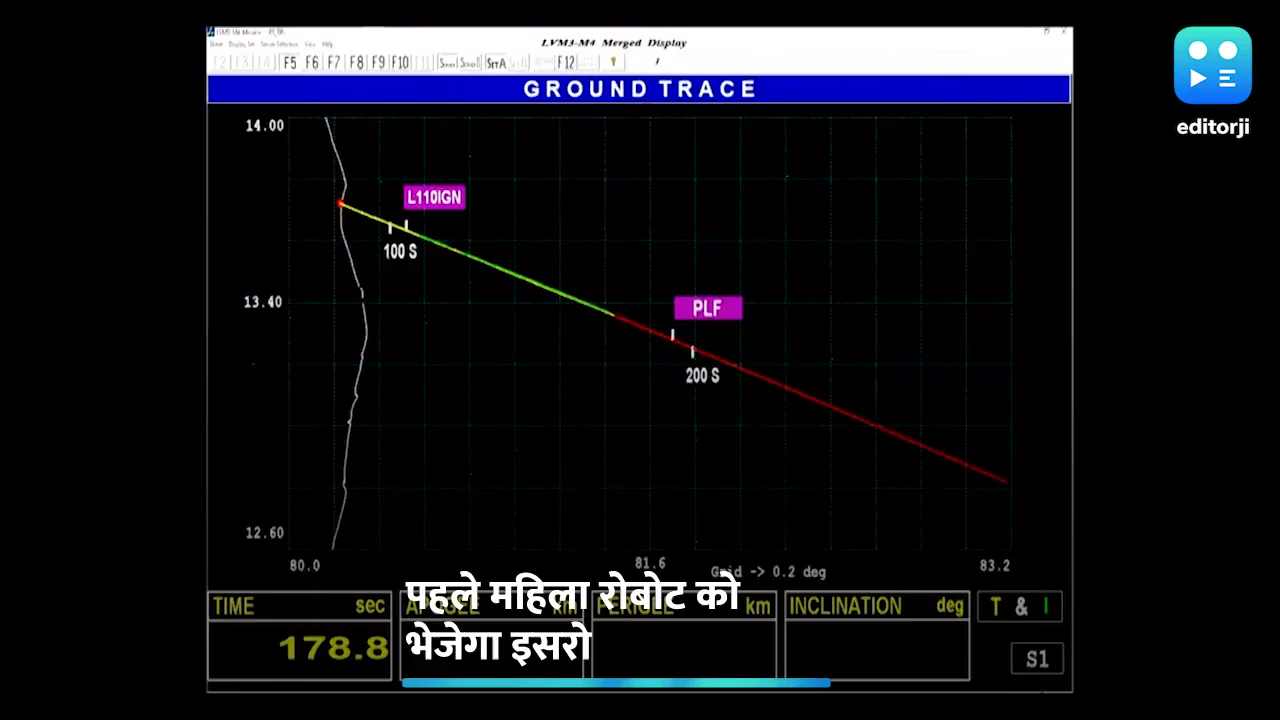 LVM3-M4 Merged Display
F5 F6 F7 F8 F9 F10 F12
GROUND TRACE
editorji
14.00
L110IGN
100 S
13.40
PLF
200 S
12.60
80.0 81.6 83.2
Grid -> 0.2 deg
TIME sec
km
INCLINATION deg
T & I
पहले महिला रोबोट को
भेजेगा इसरो
178.8
S1